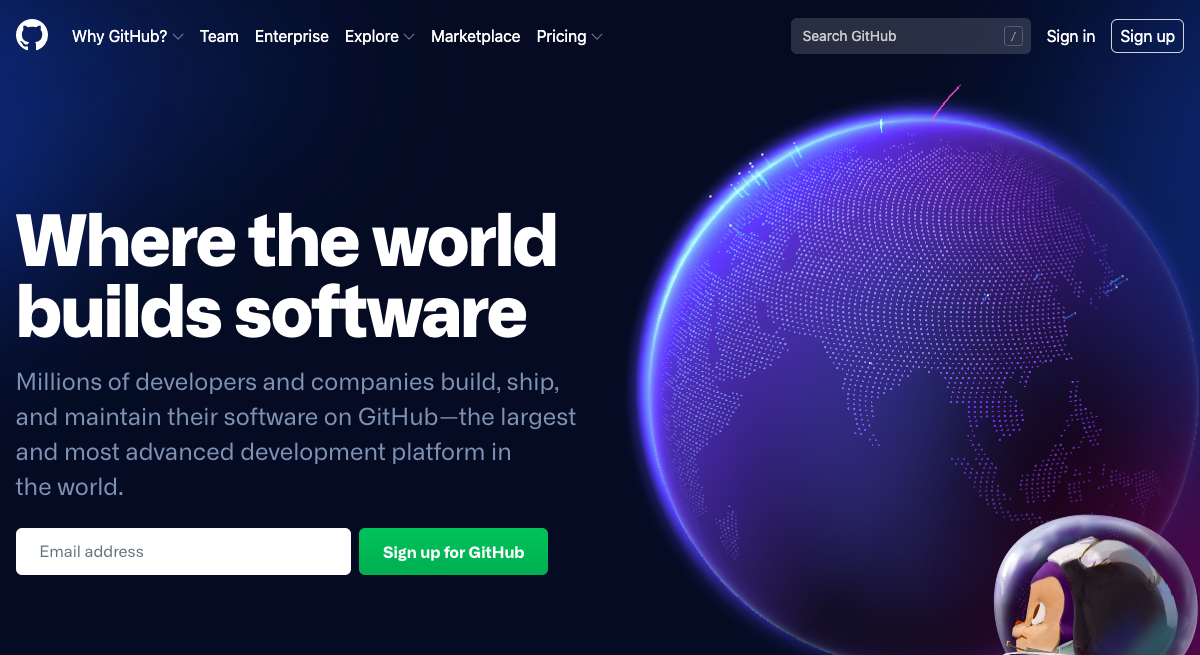 Why GitHub?
Team
Enterprise
Explore
Marketplace
Pricing
Search GitHub
/
Sign in
Sign up
Where the world
builds software
Millions of developers and companies build, ship,
and maintain their software on GitHub—the largest
and most advanced development platform in
the world.
Email address
Sign up for GitHub